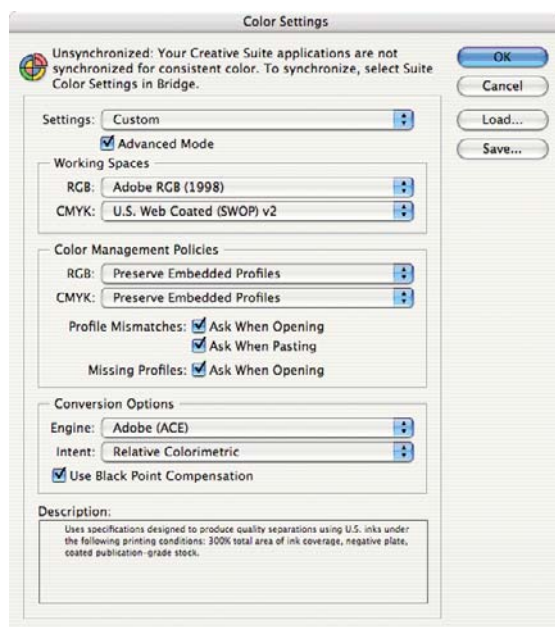 Color Settings
Unsynchronized: Your Creative Suite applications are not
synchronized for consistent color. To synchronize, select Suite
Color Settings in Bridge.
OK
Cancel
Load...
Save...
Settings: Custom
Advanced Mode
Working Spaces
RGB: Adobe RGB (1998)
CMYK: U.S. Web Coated (SWOP) v2
Color Management Policies
RGB: Preserve Embedded Profiles
CMYK: Preserve Embedded Profiles
Profile Mismatches: Ask When Opening
Ask When Pasting
Missing Profiles: Ask When Opening
Conversion Options
Engine: Adobe (ACE)
Intent: Relative Colorimetric
Use Black Point Compensation
Description:
Uses specifications designed to produce quality separations using U.S. inks under
the following printing conditions: 300% total area of ink coverage, negative plate,
coated publication-grade stock.